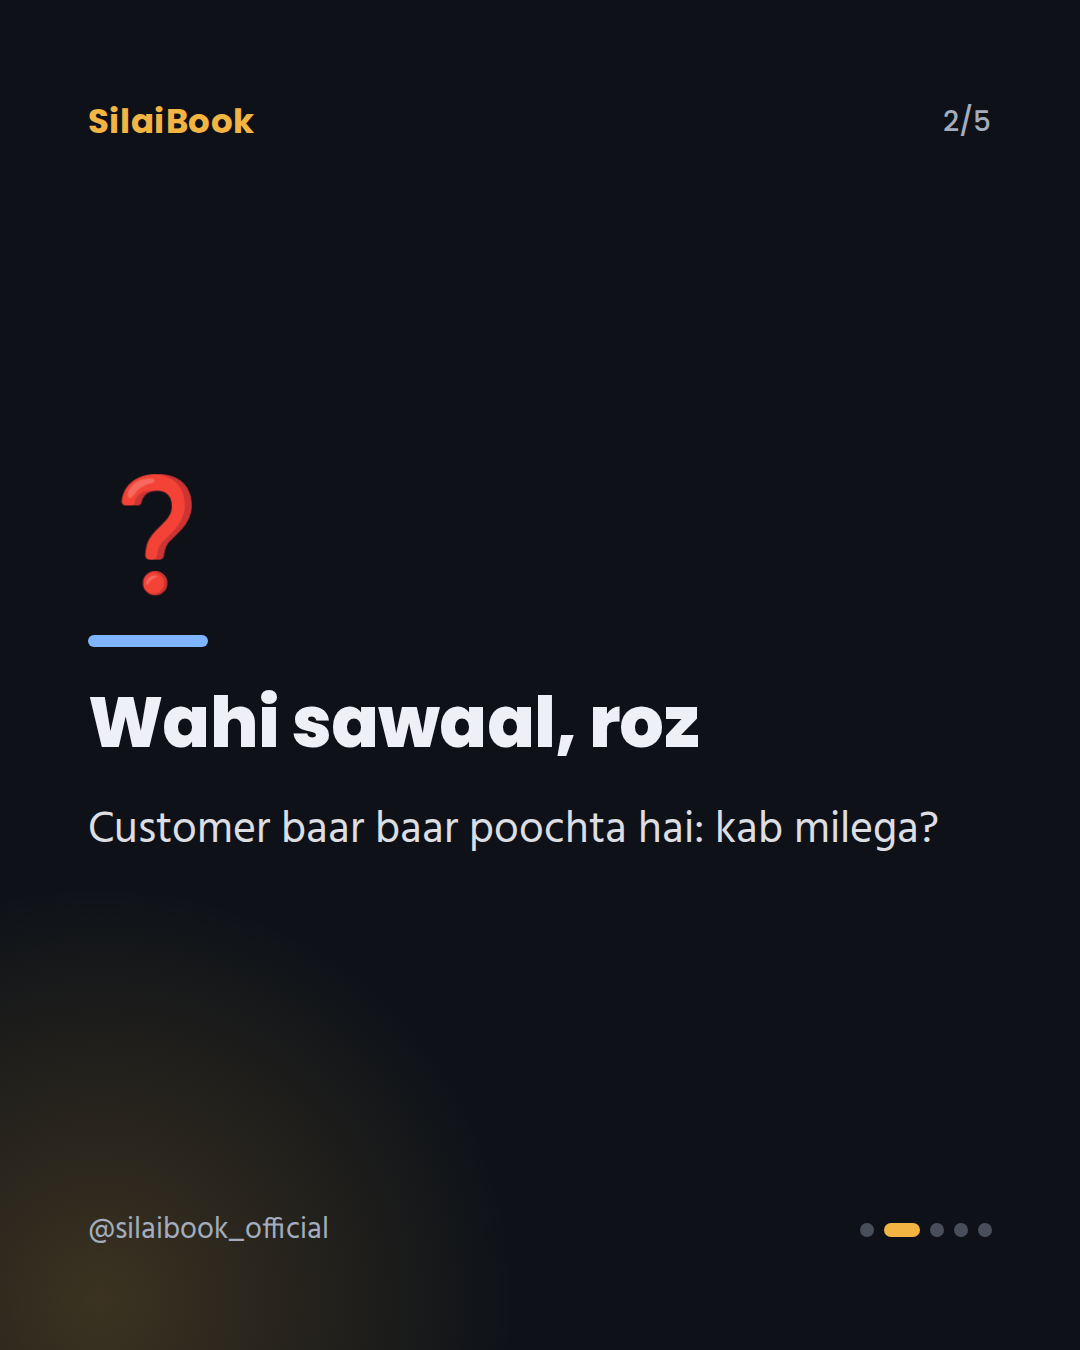 SilaiBook
2/5
❓
Wahi sawaal, roz
Customer baar baar poochta hai: kab milega?
@silaibook_official